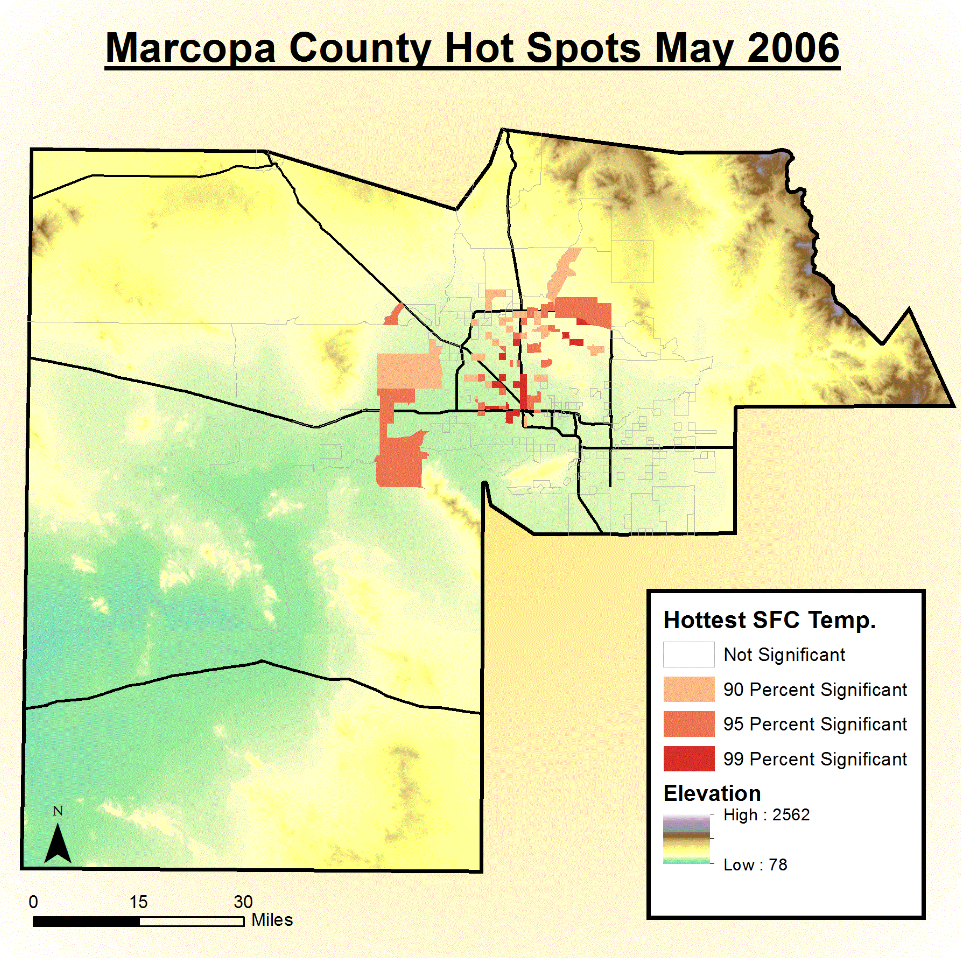 Marcopa County Hot Spots May 2006
Hottest SFC Temp.
Not Significant
90 Percent Significant
95 Percent Significant
99 Percent Significant
Elevation
High : 2562
Low : 78
N
0 15 30
Miles